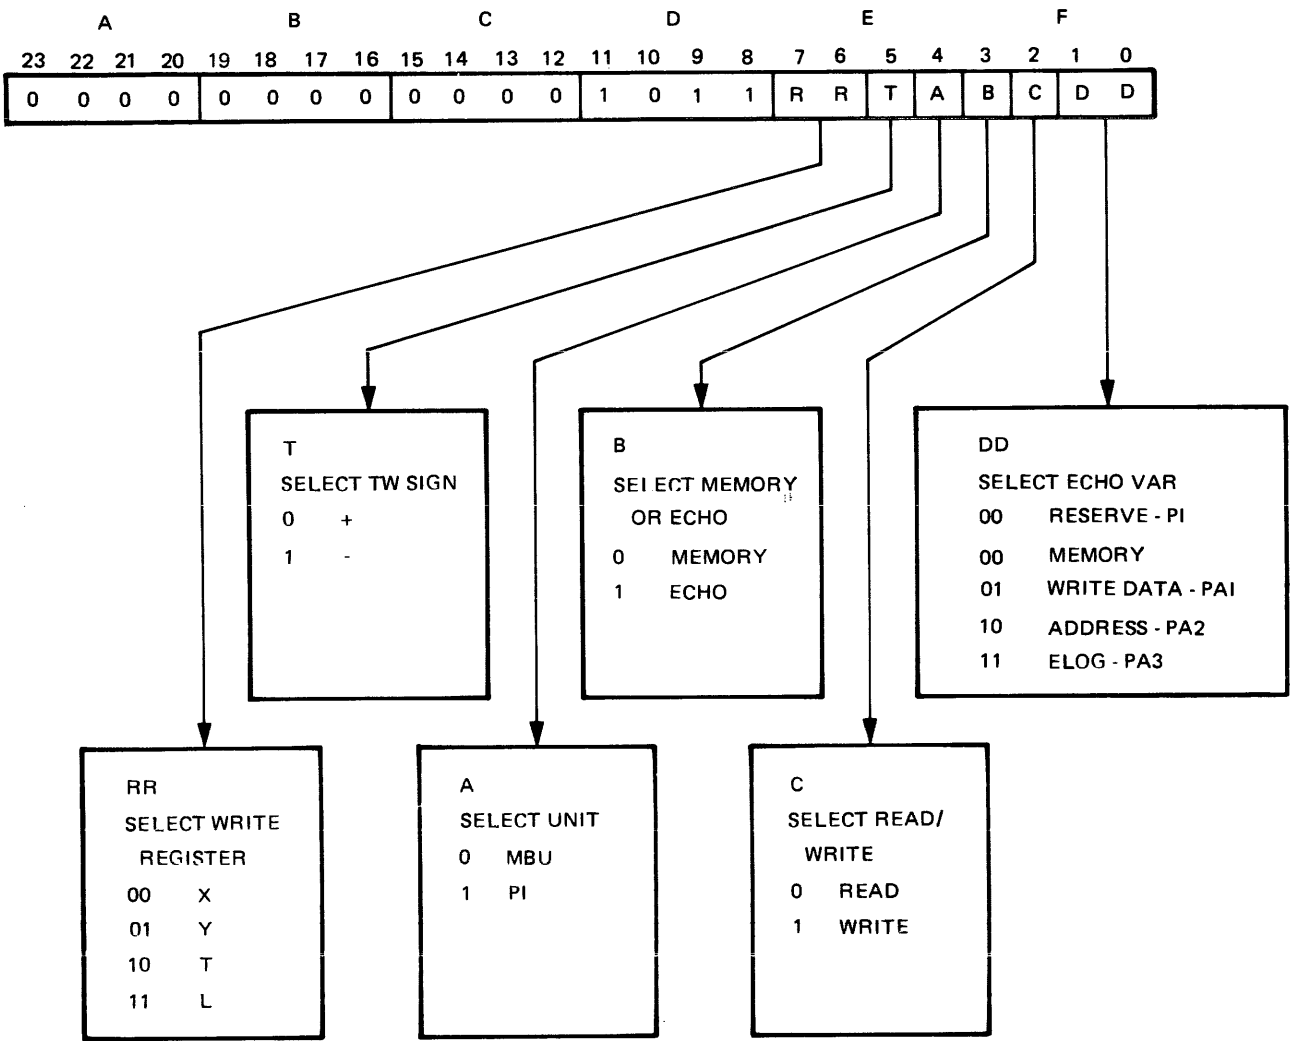 A B C D E F
23 22 21 20 19 18 17 16 15 14 13 12 11 10 9 8 7 6 5 4 3 2 1 0
0 0 0 0 0 0 0 0 0 0 0 0 1 0 1 1 R R T A B C D D
T
SELECT TW SIGN
0 +
1 -
B
SELECT MEMORY
OR ECHO
0 MEMORY
1 ECHO
DD
SELECT ECHO VAR
00 RESERVE - PI
00 MEMORY
01 WRITE DATA - PAI
10 ADDRESS - PA2
11 ELOG - PA3
RR
SELECT WRITE
REGISTER
00 X
01 Y
10 T
11 L
A
SELECT UNIT
0 MBU
1 PI
C
SELECT READ/
WRITE
0 READ
1 WRITE